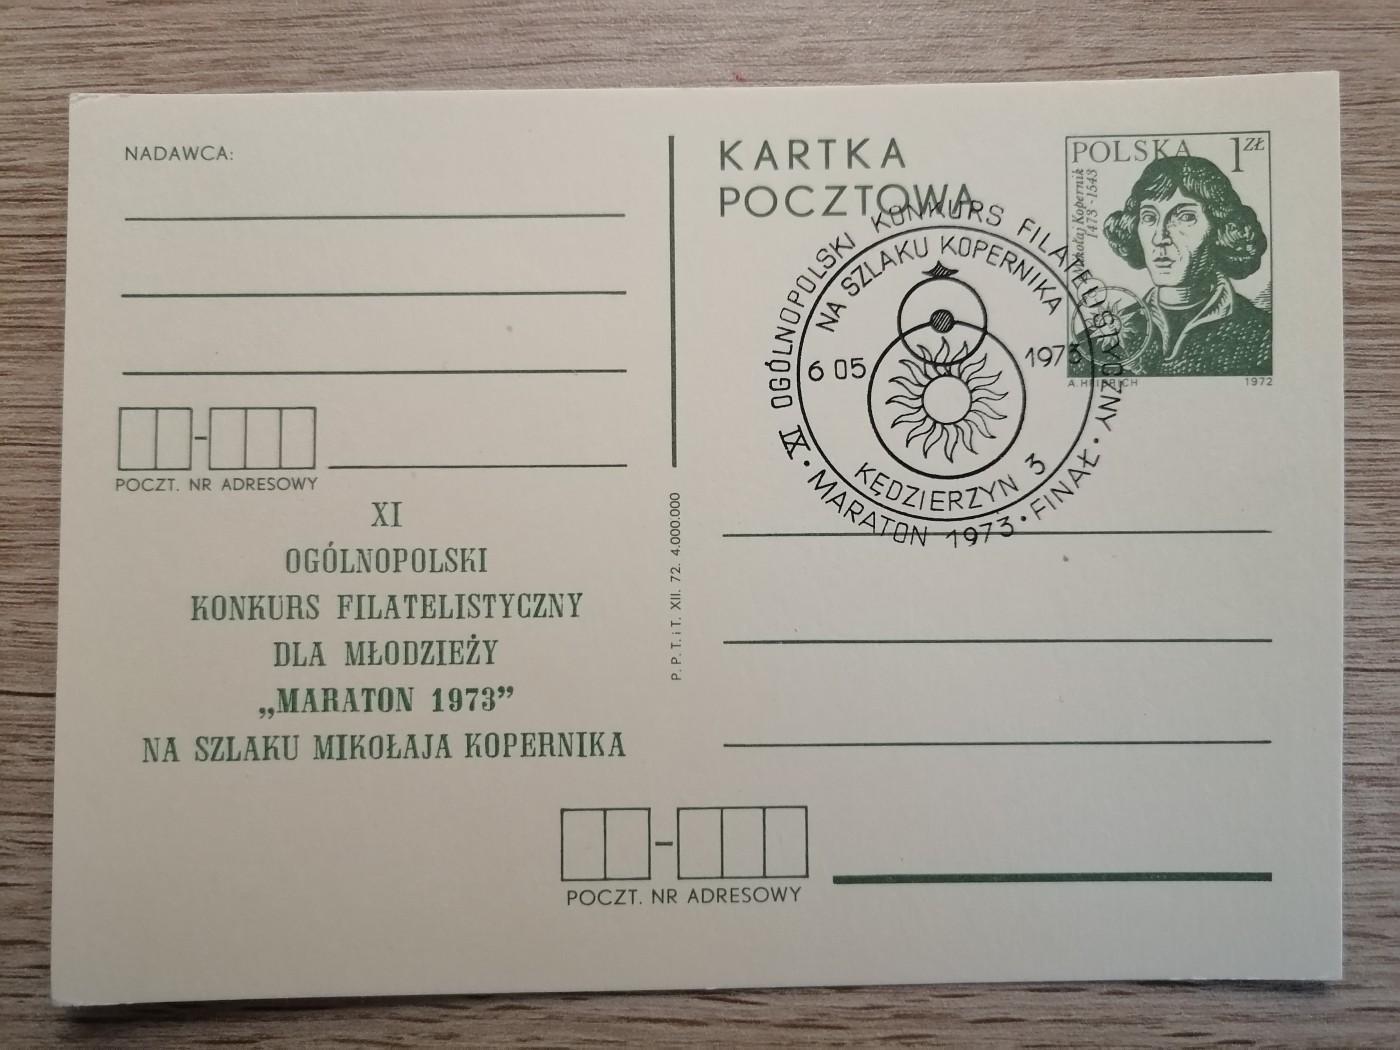 NADAWCA:
POCZT. NR ADRESOWY
XI
OGÓLNOPOLSKI
KONKURS FILATELISTYCZNY
DLA MŁODZIEŻY
„MARATON 1973”
NA SZLAKU MIKOŁAJA KOPERNIKA
P. P. T. i T. XII. 72. 4.000.000
KARTKA
POCZTOWA
POLSKA 1 ZŁ
Mikołaj Kopernik
1473-1543
A. HEIDRICH 1972
IX OGÓLNOPOLSKI KONKURS FILATELISTYCZNY •
• MARATON 1973 • FINAŁ •
NA SZLAKU KOPERNIKA
6 05 1973
KĘDZIERZYN 3
POCZT. NR ADRESOWY